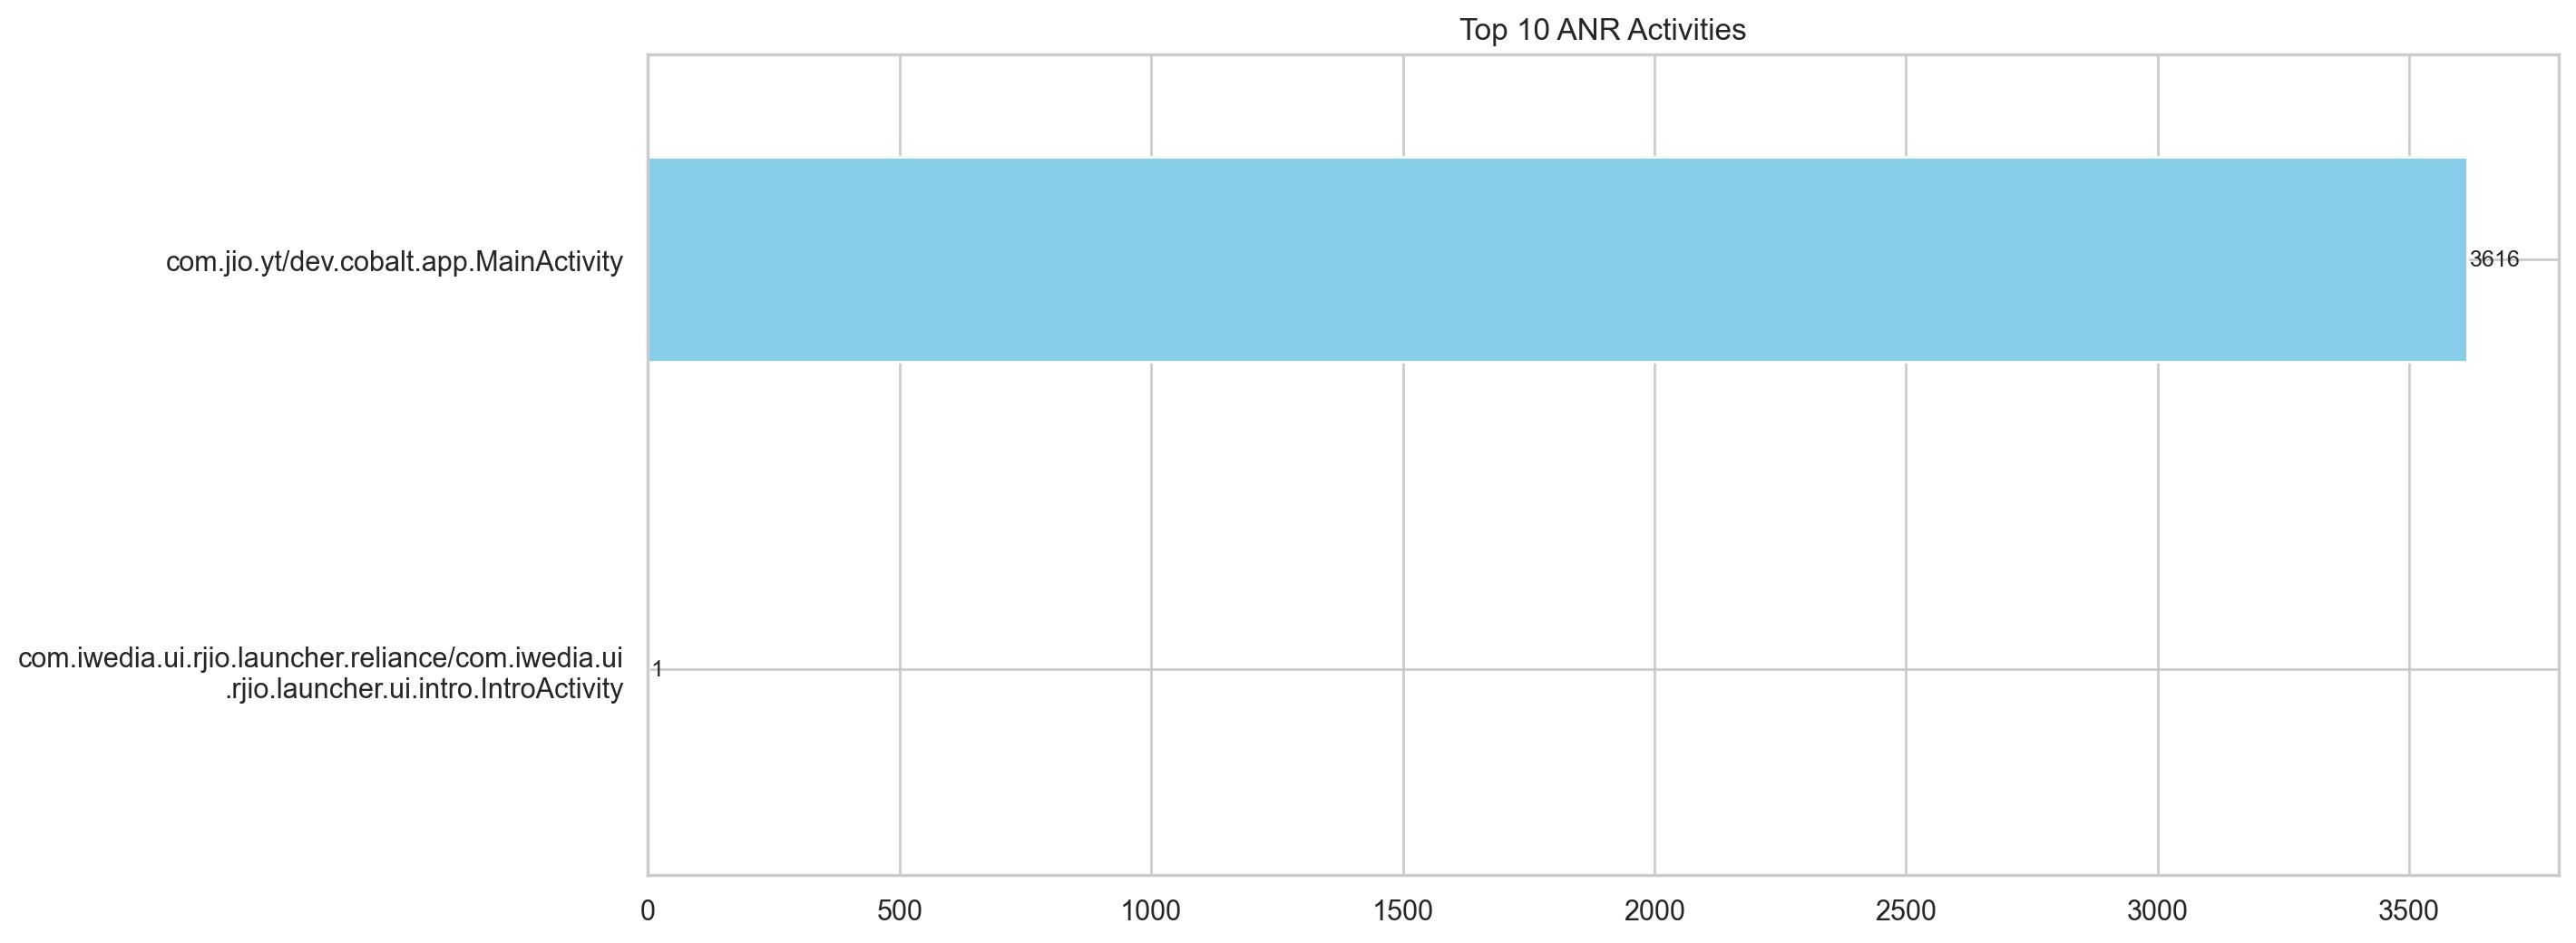 Top 10 ANR Activities
com.jio.yt/dev.cobalt.app.MainActivity
3616
com.iwedia.ui.rjio.launcher.reliance/com.iwedia.ui
.rjio.launcher.ui.intro.IntroActivity
1
0 500 1000 1500 2000 2500 3000 3500